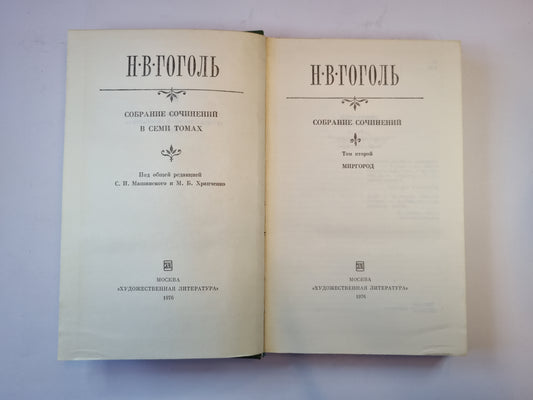 Н·В·ГОГОЛЬ
СОБРАНИЕ СОЧИНЕНИЙ
В СЕМИ ТОМАХ
Под общей редакцией
С. И. Машинского и М. Б. Храпченко
МОСКВА
«ХУДОЖЕСТВЕННАЯ ЛИТЕРАТУРА»
1976
Н·В·ГОГОЛЬ
СОБРАНИЕ СОЧИНЕНИЙ
Том второй
МИРГОРОД
МОСКВА
«ХУДОЖЕСТВЕННАЯ ЛИТЕРАТУРА»
1976